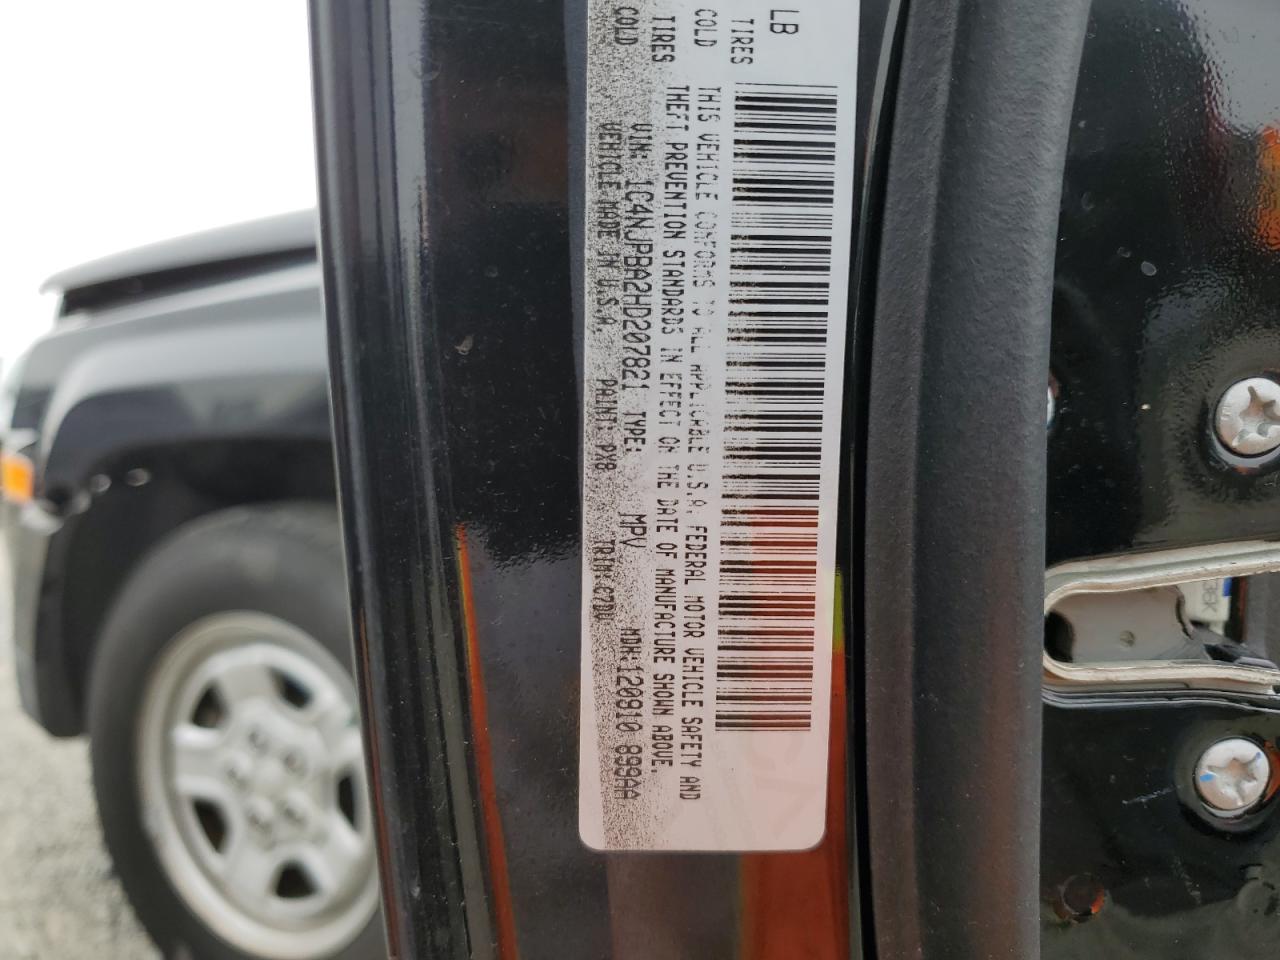 LB
TIRES
COLD
TIRES
COLD
THIS VEHICLE CONFORMS TO ALL APPLICABLE U.S.A. FEDERAL MOTOR VEHICLE SAFETY AND
THEFT PREVENTION STANDARDS IN EFFECT ON THE DATE OF MANUFACTURE SHOWN ABOVE.
VIN: 1C4NJPBA2HD207821 TYPE: MPV MDH: 120910 899AA
VEHICLE MADE IN U.S.A. PAINT: PV8 TRIM: